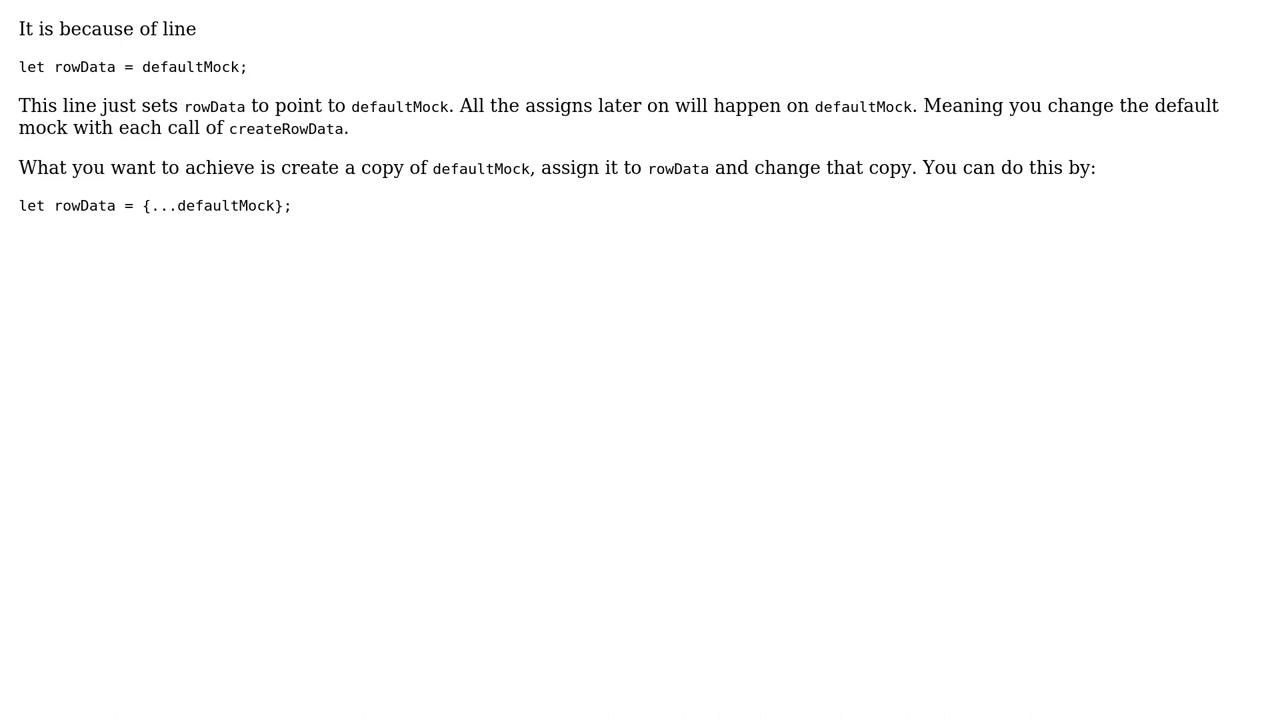 It is because of line
let rowData = defaultMock;
This line just sets rowData to point to defaultMock. All the assigns later on will happen on defaultMock. Meaning you change the default
mock with each call of createRowData.
What you want to achieve is create a copy of defaultMock, assign it to rowData and change that copy. You can do this by:
let rowData = {...defaultMock};